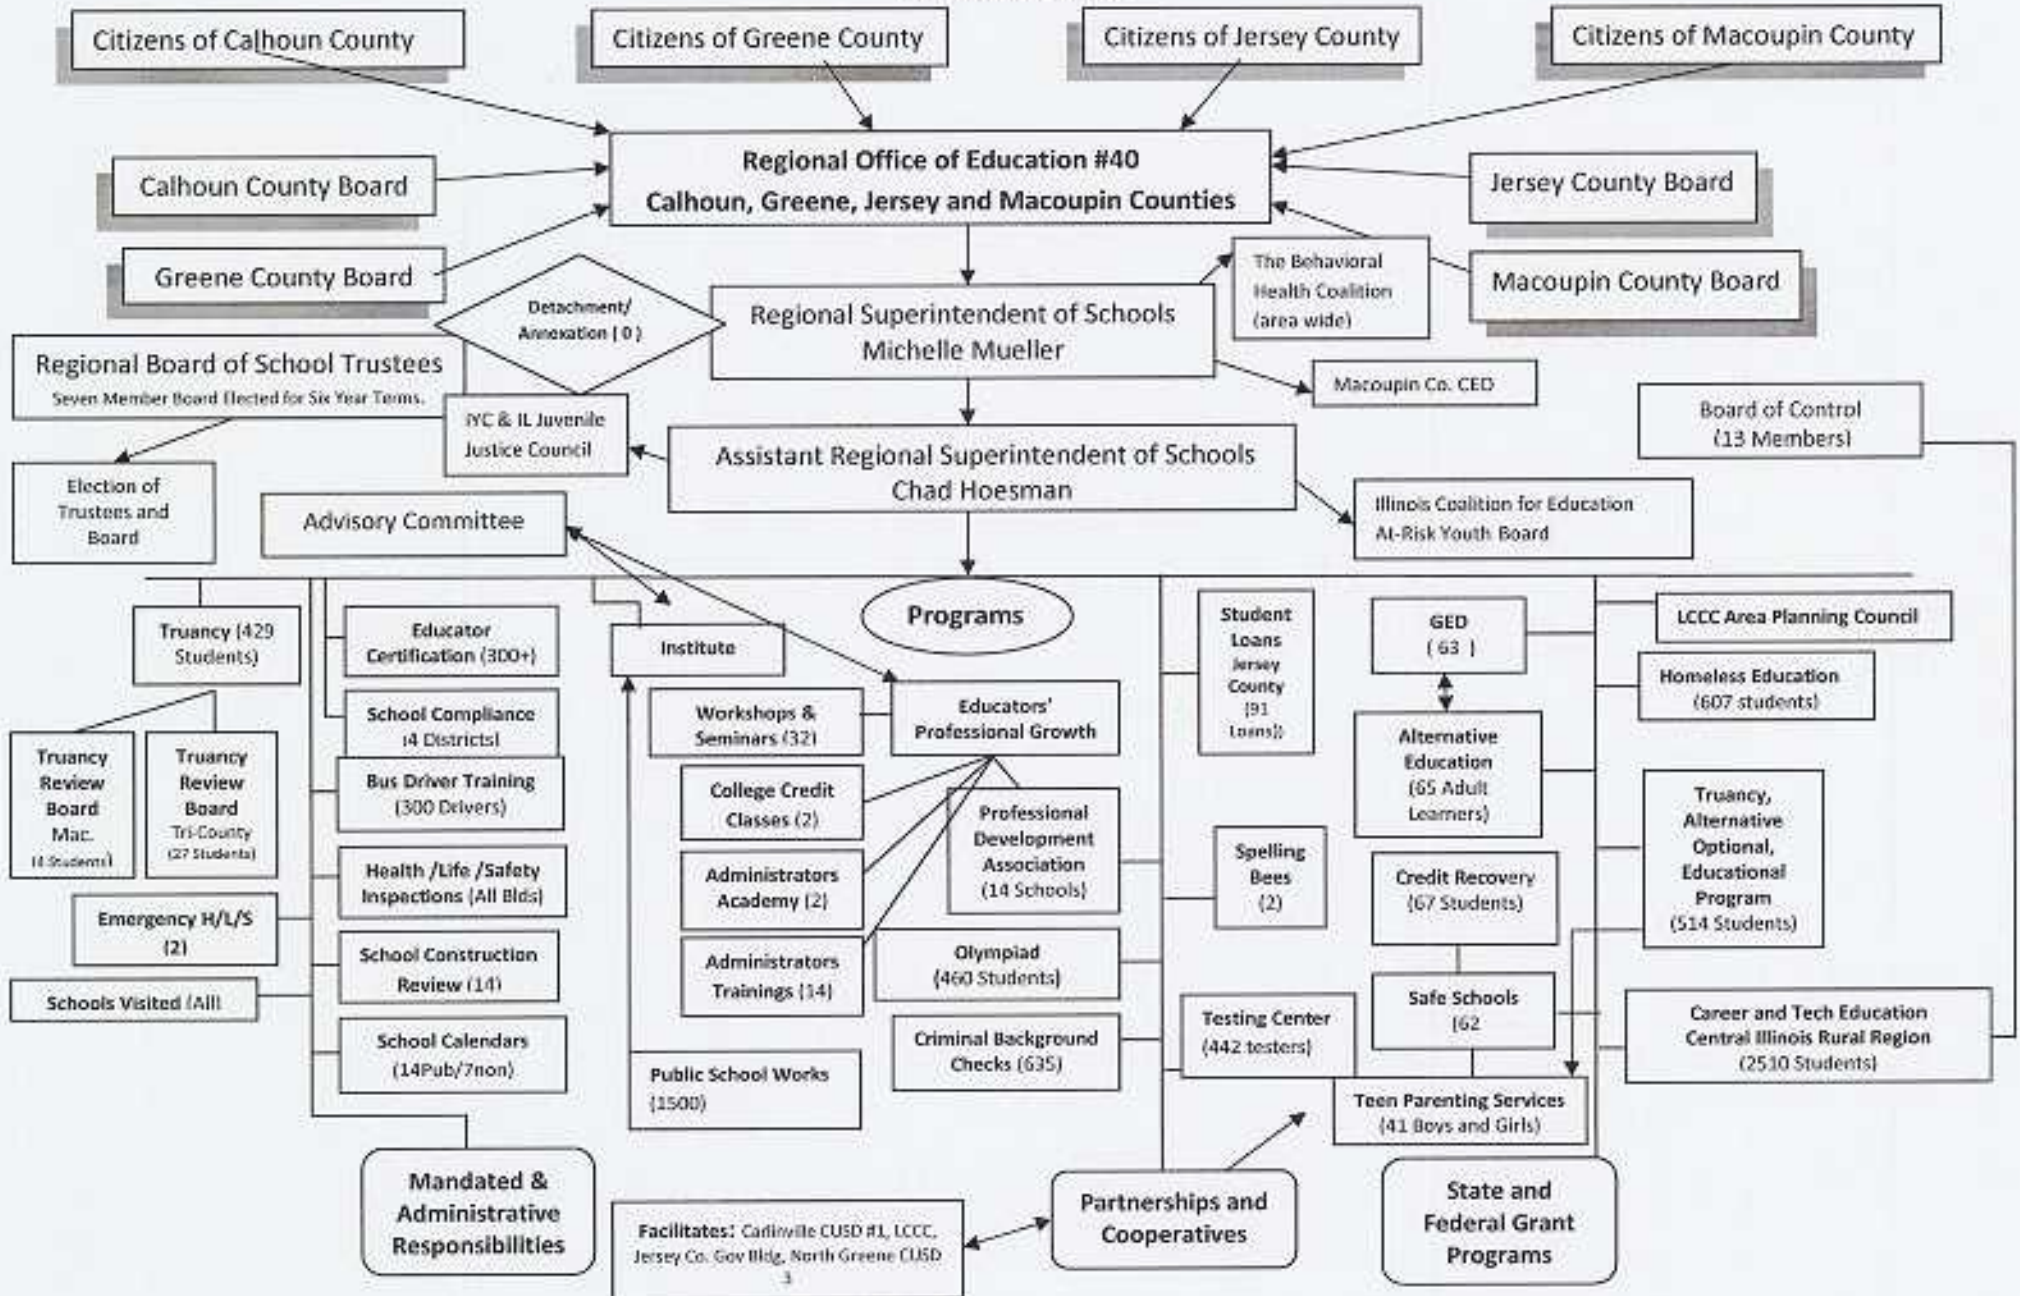 Citizens of Calhoun County
Citizens of Greene County
Citizens of Jersey County
Citizens of Macoupin County
Regional Office of Education #40
Calhoun, Greene, Jersey and Macoupin Counties
Calhoun County Board
Jersey County Board
Greene County Board
Macoupin County Board
The Behavioral
Health Coalition
(area wide)
Detachment/
Annexation ( 0 )
Regional Superintendent of Schools
Michelle Mueller
Regional Board of School Trustees
Seven Member Board Elected for Six Year Terms.
Macoupin Co. CEO
Board of Control
(13 Members)
IYC & IL Juvenile
Justice Council
Assistant Regional Superintendent of Schools
Chad Hoesman
Election of
Trustees and
Board
Advisory Committee
Illinois Coalition for Education
At-Risk Youth Board
Programs
Truancy (429
Students)
Truancy
Review
Board
Mac.
(4 Students)
Truancy
Review
Board
Tri-County
(27 Students)
Emergency H/L/S
(2)
Schools Visited (All)
Educator
Certification (300+)
School Compliance
(4 Districts)
Bus Driver Training
(300 Drivers)
Health /Life /Safety
Inspections (All Blds)
School Construction
Review (14)
School Calendars
(14Pub/7non)
Mandated &
Administrative
Responsibilities
Institute
Workshops &
Seminars (32)
Educators'
Professional Growth
College Credit
Classes (2)
Administrators
Academy (2)
Administrators
Trainings (14)
Professional
Development
Association
(14 Schools)
Olympiad
(460 Students)
Criminal Background
Checks (635)
Public School Works
(1500)
Facilitates: Carlinville CUSD #1, LCCC,
Jersey Co. Gov Bldg, North Greene CUSD
3
Student
Loans
Jersey
County
(91
Loans))
Spelling
Bees
(2)
Testing Center
(442 testers)
Partnerships and
Cooperatives
GED
( 63 )
Alternative
Education
(65 Adult
Learners)
Credit Recovery
(67 Students)
Safe Schools
(62
Teen Parenting Services
(41 Boys and Girls)
State and
Federal Grant
Programs
LCCC Area Planning Council
Homeless Education
(607 students)
Truancy,
Alternative
Optional,
Educational
Program
(514 Students)
Career and Tech Education
Central Illinois Rural Region
(2510 Students)